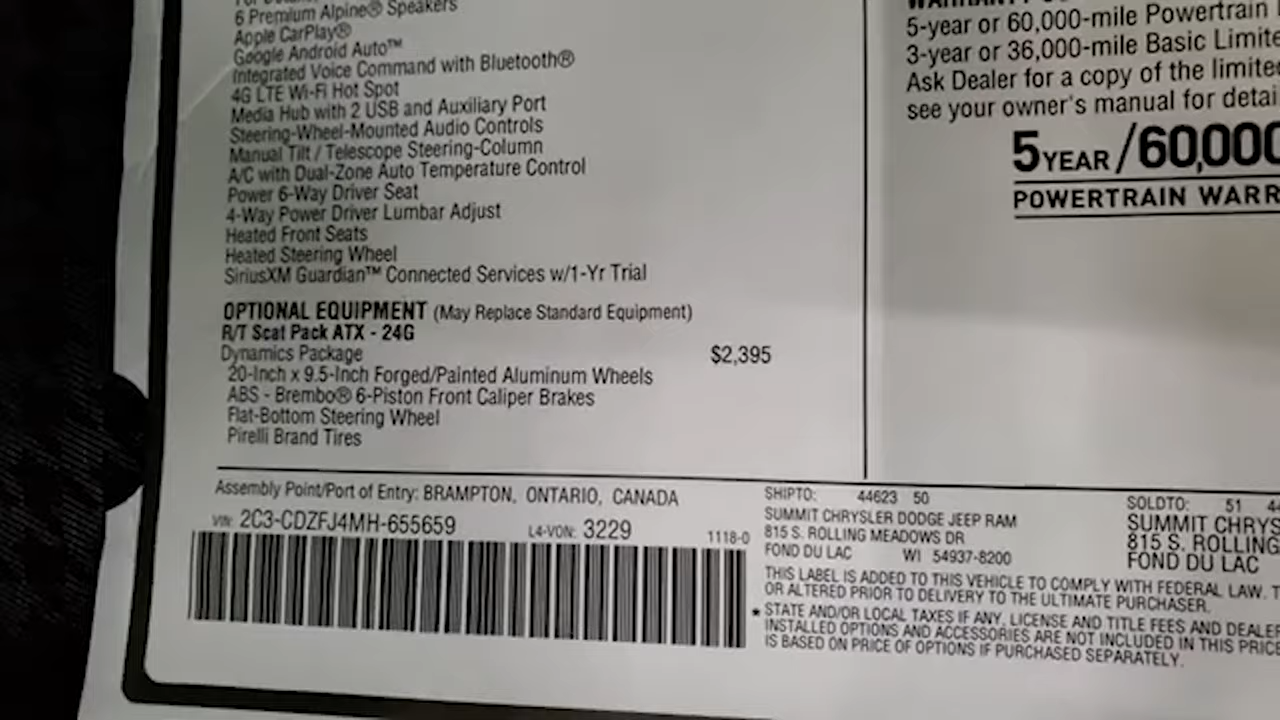 6 Premium Alpine® Speakers
Apple CarPlay®
Google Android Auto™
Integrated Voice Command with Bluetooth®
4G LTE Wi-Fi Hot Spot
Media Hub with 2 USB and Auxiliary Port
Steering-Wheel-Mounted Audio Controls
Manual Tilt / Telescope Steering-Column
A/C with Dual-Zone Auto Temperature Control
Power 6-Way Driver Seat
4-Way Power Driver Lumbar Adjust
Heated Front Seats
Heated Steering Wheel
SiriusXM Guardian™ Connected Services w/1-Yr Trial
OPTIONAL EQUIPMENT (May Replace Standard Equipment)
R/T Scat Pack ATX - 24G
Dynamics Package $2,395
20-Inch x 9.5-Inch Forged/Painted Aluminum Wheels
ABS - Brembo® 6-Piston Front Caliper Brakes
Flat-Bottom Steering Wheel
Pirelli Brand Tires
5-year or 60,000-mile Powertrain
3-year or 36,000-mile Basic Limite
Ask Dealer for a copy of the limite
see your owner's manual for detai
5 YEAR/60,000
POWERTRAIN WARR
Assembly Point/Port of Entry: BRAMPTON, ONTARIO, CANADA
VIN: 2C3-CDZFJ4MH-655659 L4-VON: 3229
1118-0
SHIPTO: 44623 50
SUMMIT CHRYSLER DODGE JEEP RAM
815 S. ROLLING MEADOWS DR
FOND DU LAC WI 54937-8200
SOLDTO: 51 44
SUMMIT CHRYS
815 S. ROLLING
FOND DU LAC
THIS LABEL IS ADDED TO THIS VEHICLE TO COMPLY WITH FEDERAL LAW. T
OR ALTERED PRIOR TO DELIVERY TO THE ULTIMATE PURCHASER.
* STATE AND/OR LOCAL TAXES IF ANY, LICENSE AND TITLE FEES AND DEALER
INSTALLED OPTIONS AND ACCESSORIES ARE NOT INCLUDED IN THIS PRICE
IS BASED ON PRICE OF OPTIONS IF PURCHASED SEPARATELY.